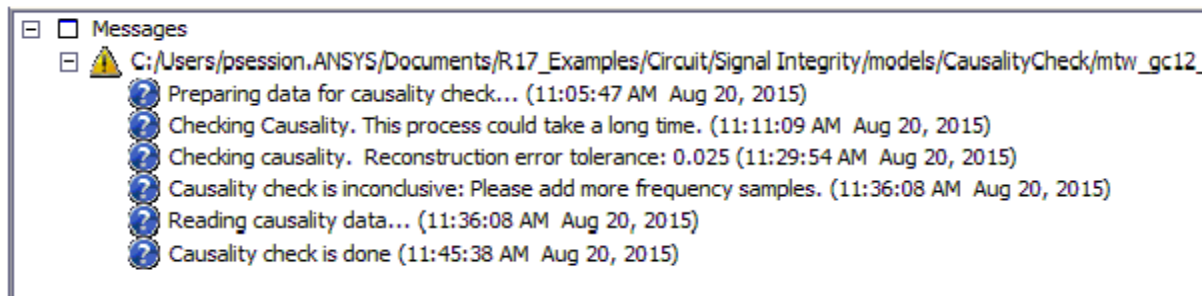 Messages
C:/Users/psession.ANSYS/Documents/R17_Examples/Circuit/Signal Integrity/models/CausalityCheck/mtw_gc12_
Preparing data for causality check... (11:05:47 AM  Aug 20, 2015)
Checking Causality. This process could take a long time. (11:11:09 AM  Aug 20, 2015)
Checking causality.  Reconstruction error tolerance: 0.025 (11:29:54 AM  Aug 20, 2015)
Causality check is inconclusive: Please add more frequency samples. (11:36:08 AM  Aug 20, 2015)
Reading causality data... (11:36:08 AM  Aug 20, 2015)
Causality check is done (11:45:38 AM  Aug 20, 2015)